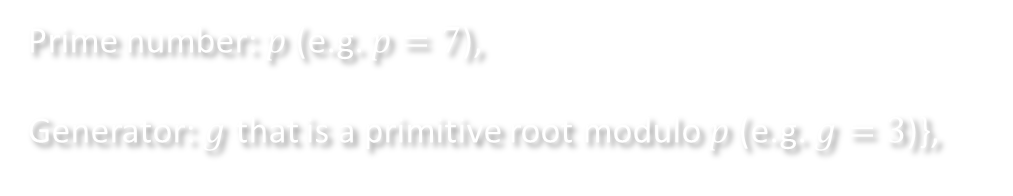 Prime number: p (e.g. p = 7),
Generator: g that is a primitive root modulo p (e.g. g = 3)},